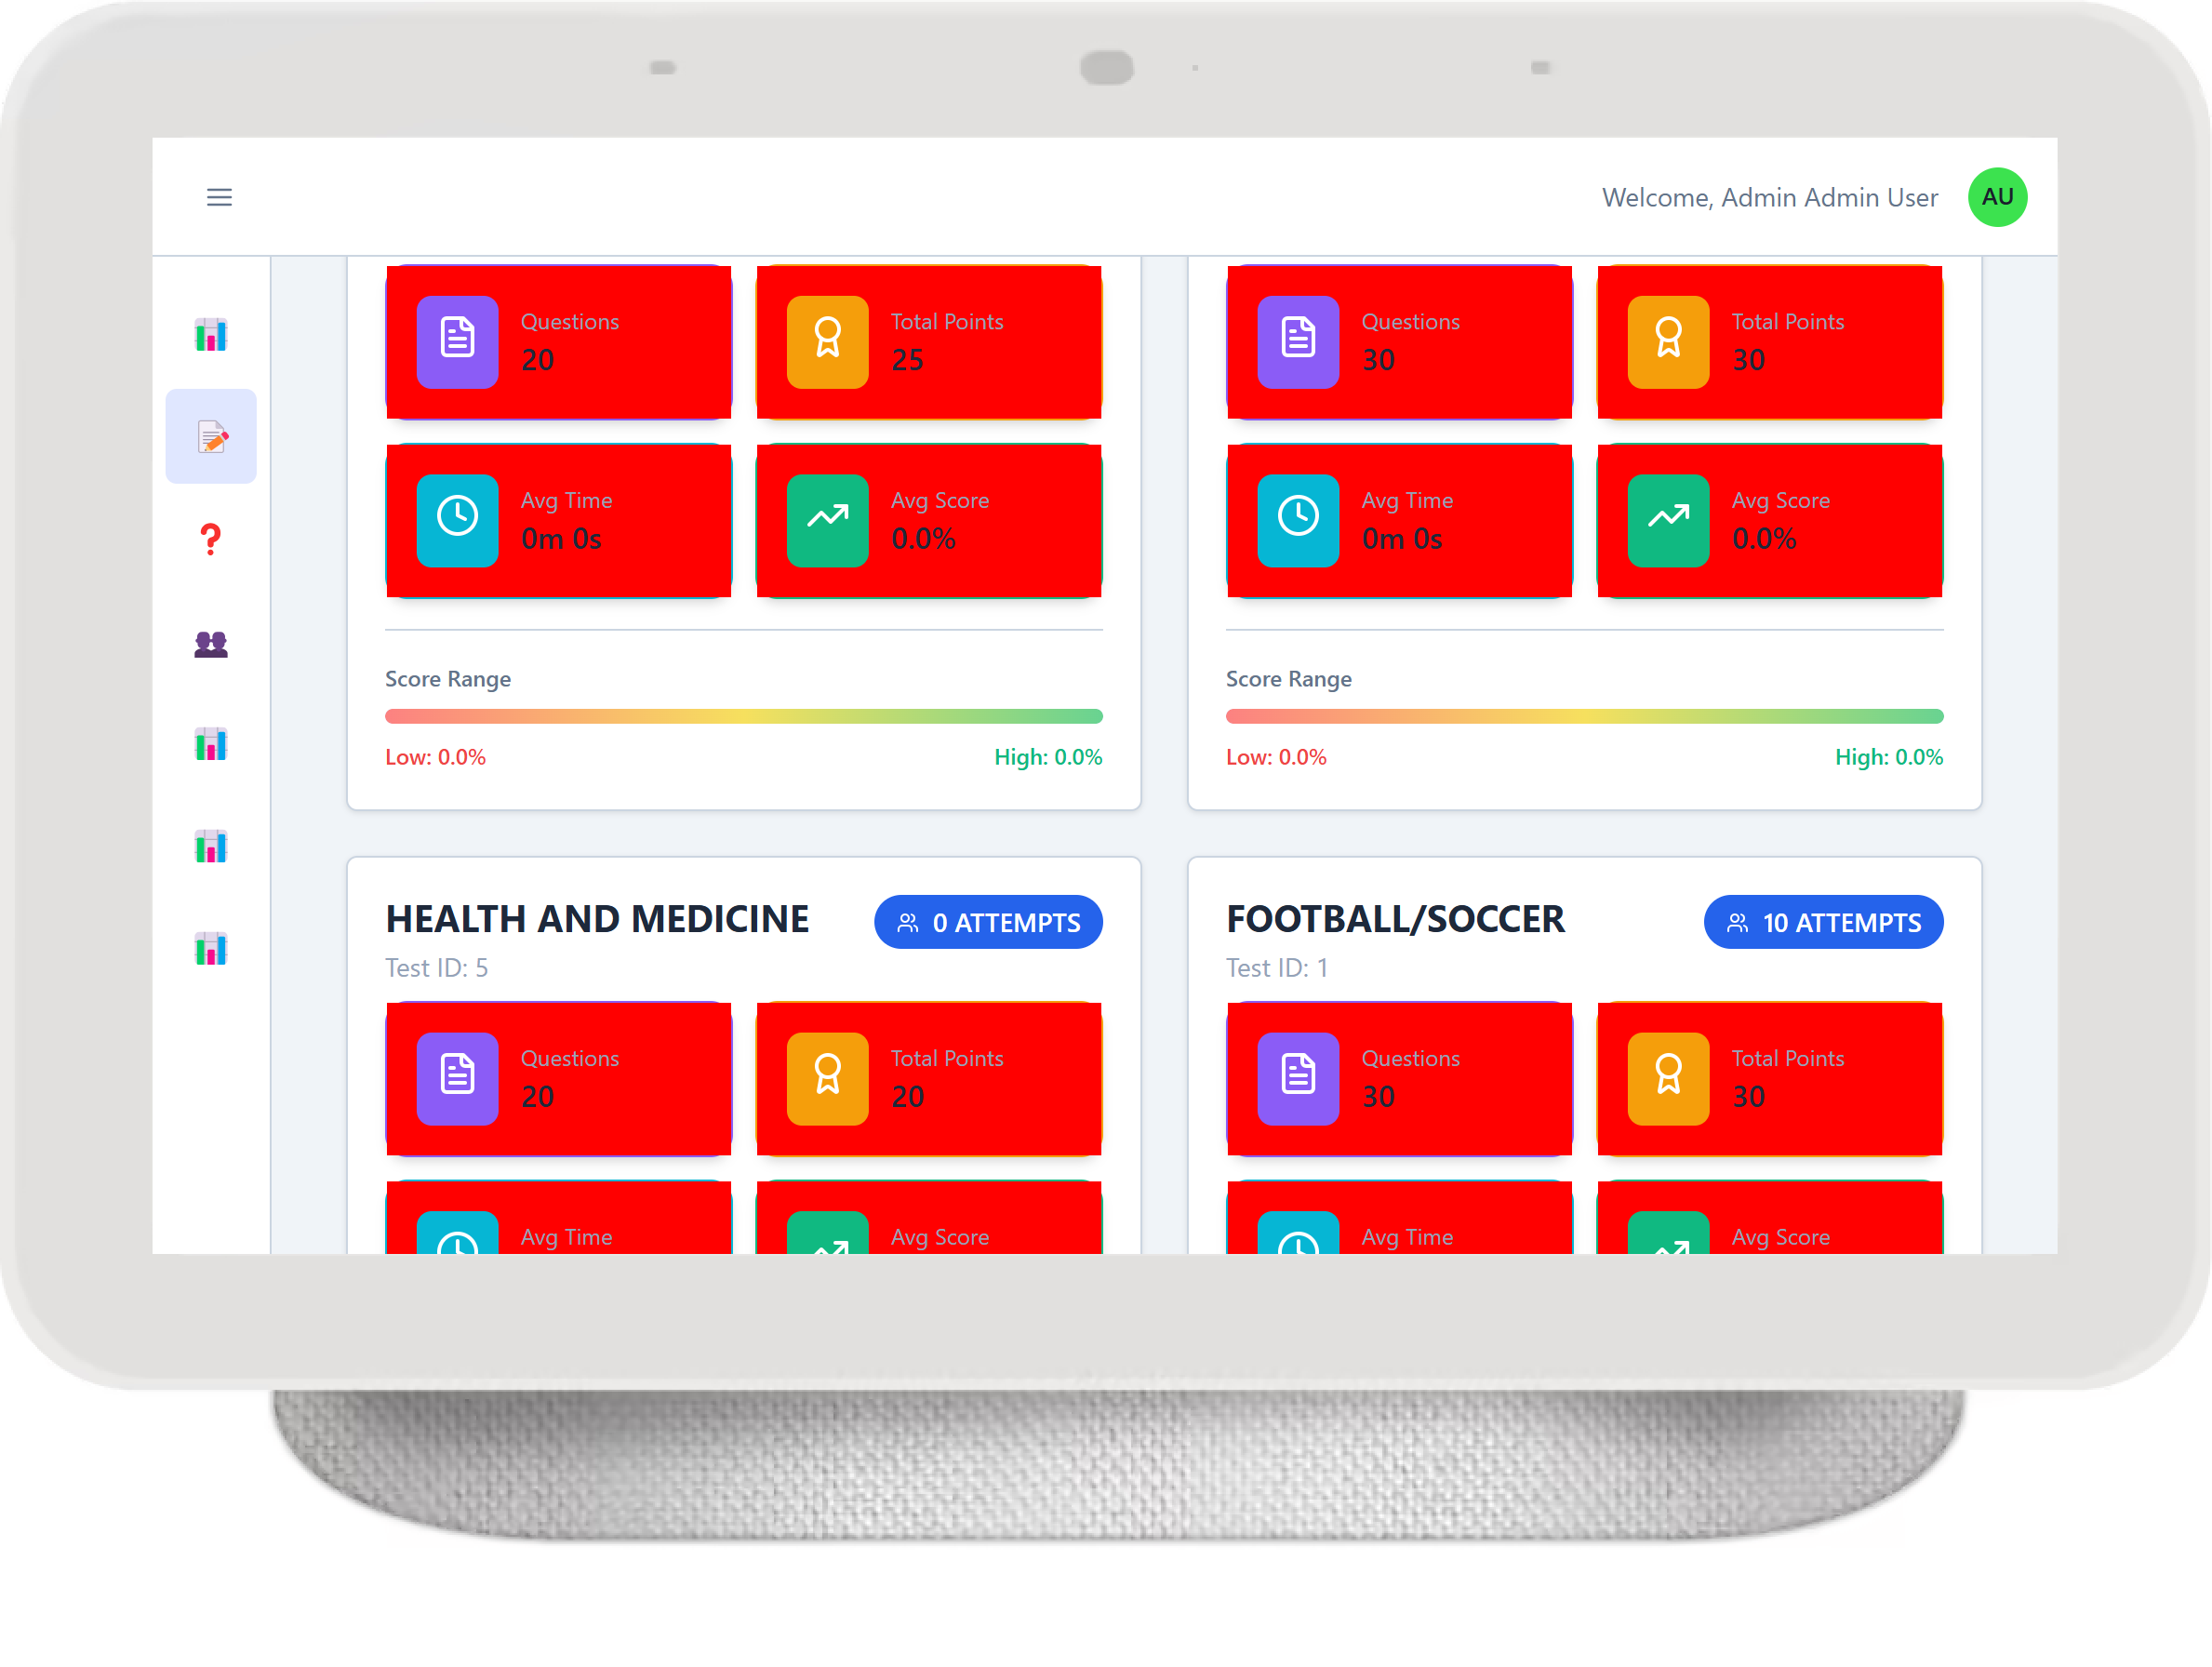 Welcome, Admin Admin User
AU
Questions
20
Total Points
25
Avg Time
0m 0s
Avg Score
0.0%
Score Range
Low: 0.0%
High: 0.0%
Questions
30
Total Points
30
Avg Time
0m 0s
Avg Score
0.0%
Score Range
Low: 0.0%
High: 0.0%
HEALTH AND MEDICINE
0 ATTEMPTS
Test ID: 5
Questions
20
Total Points
20
Avg Time
Avg Score
FOOTBALL/SOCCER
10 ATTEMPTS
Test ID: 1
Questions
30
Total Points
30
Avg Time
Avg Score